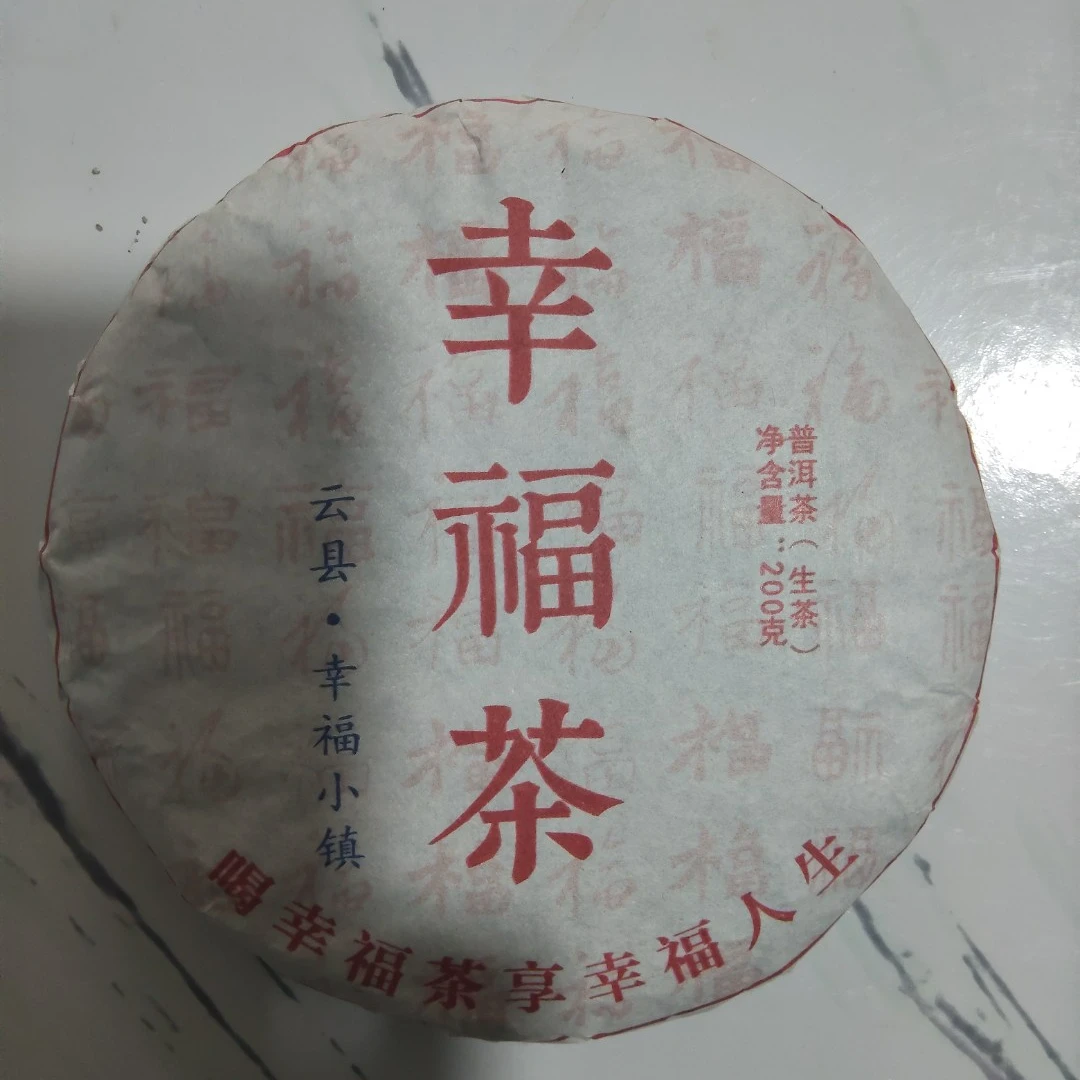 幸福茶
普洱茶(生茶)
净含量:200克
云县·幸福小镇
喝幸福茶享幸福人生